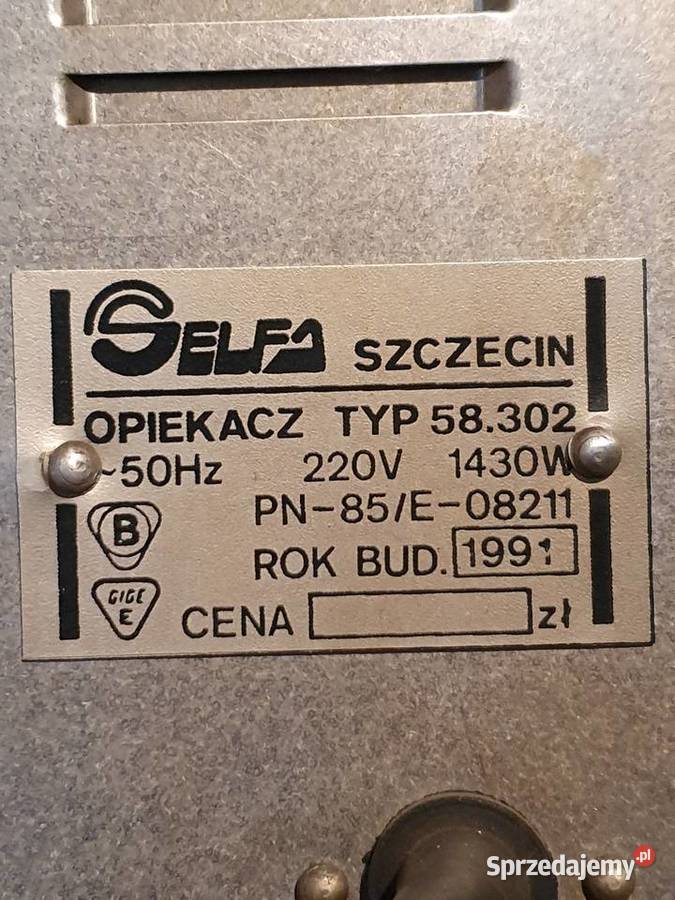 SELFA SZCZECIN
OPIEKACZ TYP 58.302
~50Hz 220V 1430W
B PN-85/E-08211
ROK BUD. 1991
GIGE
E
CENA zł
Sprzedajemy.pl